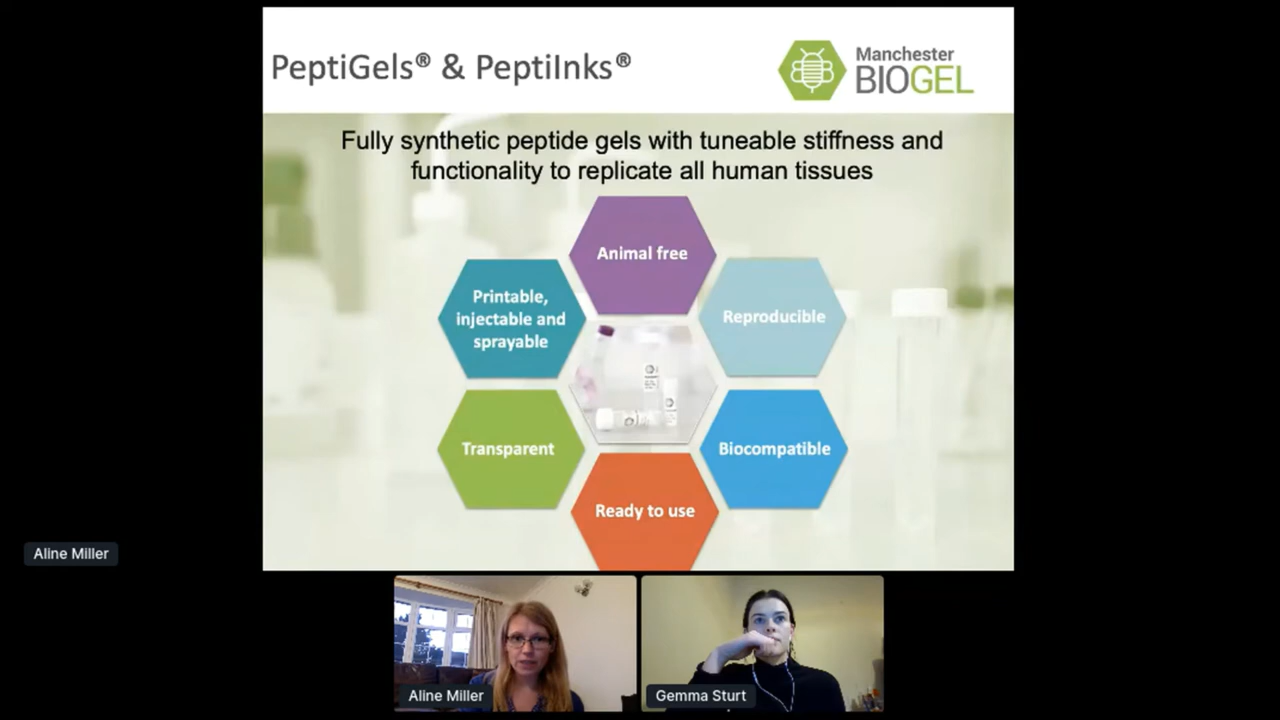 PeptiGels® & PeptiInks®
Manchester
BIOGEL
Fully synthetic peptide gels with tuneable stiffness and
functionality to replicate all human tissues
Animal free
Printable,
injectable and
sprayable
Reproducible
Transparent
Biocompatible
Ready to use
Aline Miller
Aline Miller
Gemma Sturt